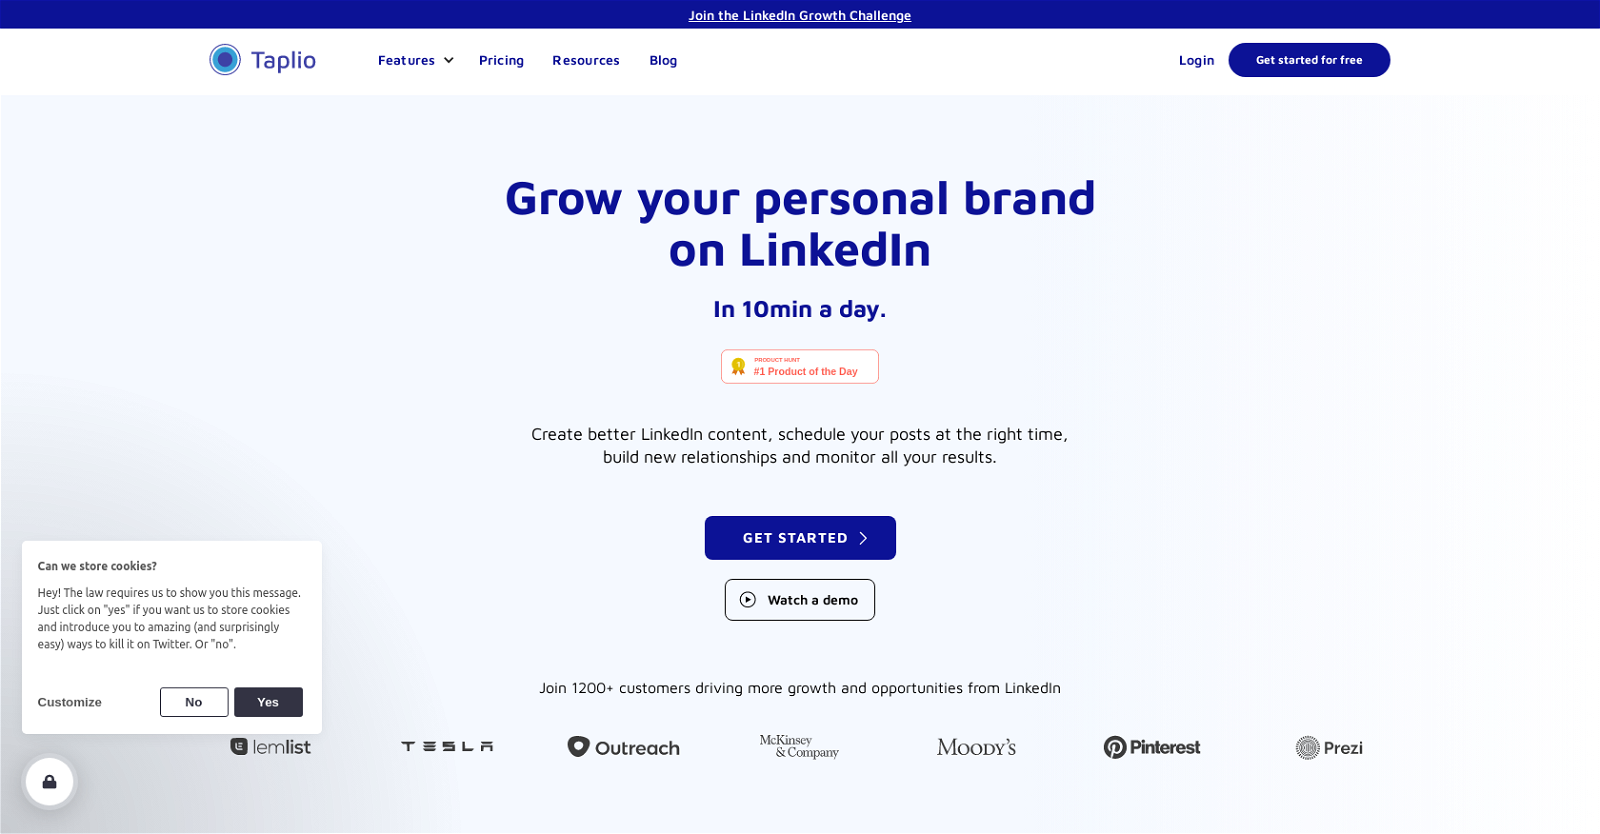 Join the LinkedIn Growth Challenge
Taplio
Features
Pricing
Resources
Blog
Login
Get started for free
Grow your personal brand
on LinkedIn
In 10min a day.
1
PRODUCT HUNT
#1 Product of the Day
Create better LinkedIn content, schedule your posts at the right time,
build new relationships and monitor all your results.
GET STARTED
Watch a demo
Can we store cookies?
Hey! The law requires us to show you this message.
Just click on "yes" if you want us to store cookies
and introduce you to amazing (and surprisingly
easy) ways to kill it on Twitter. Or "no".
Customize
No
Yes
Join 1200+ customers driving more growth and opportunities from LinkedIn
lemlist
TESLA
Outreach
McKinsey
& Company
MOODY'S
Pinterest
Prezi